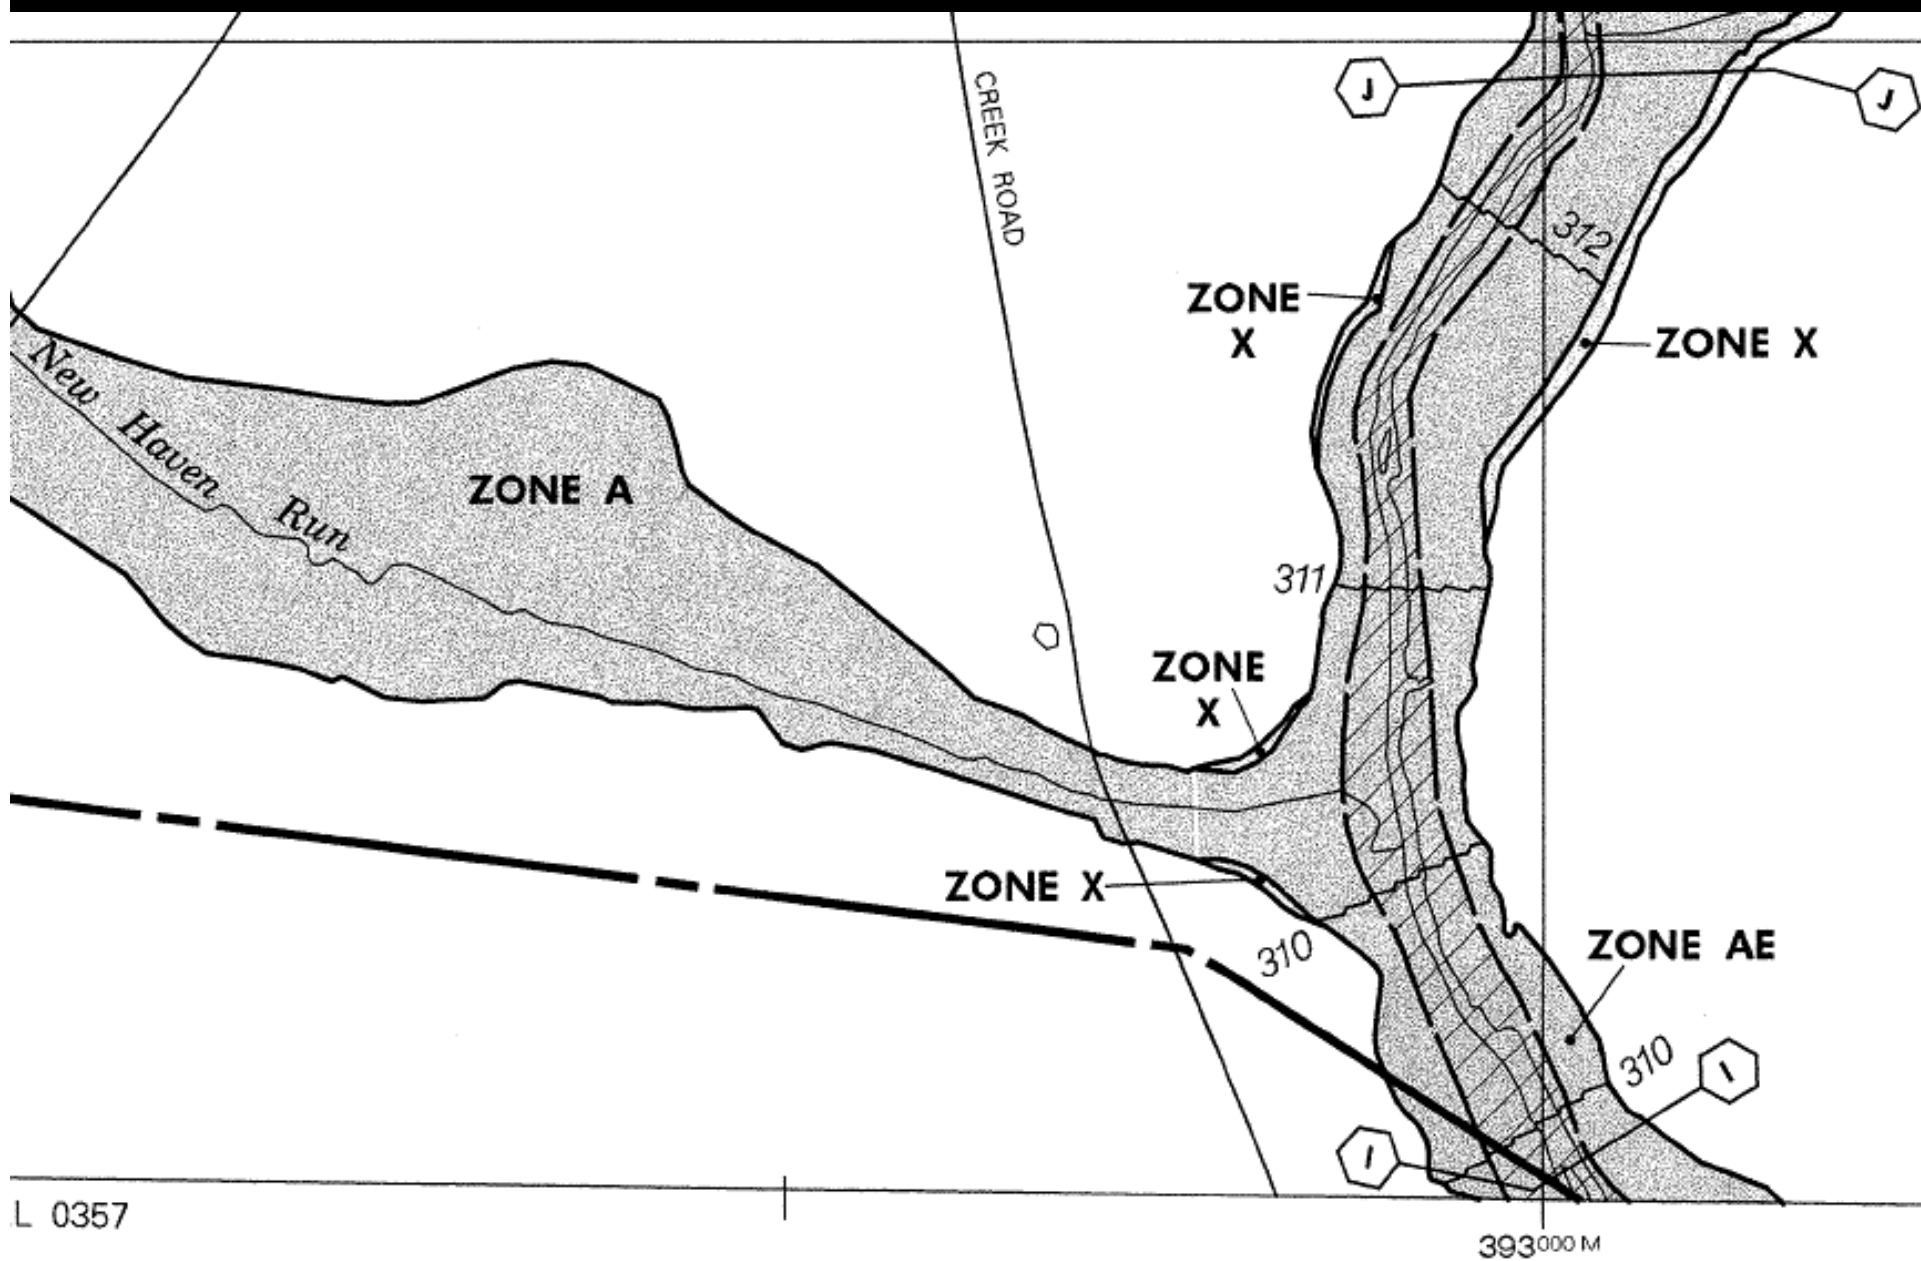 J
J
CREEK ROAD
312
ZONE
X
ZONE X
New Haven Run
ZONE A
311
ZONE
X
ZONE X
310
ZONE AE
310
I
I
L 0357
393000 M